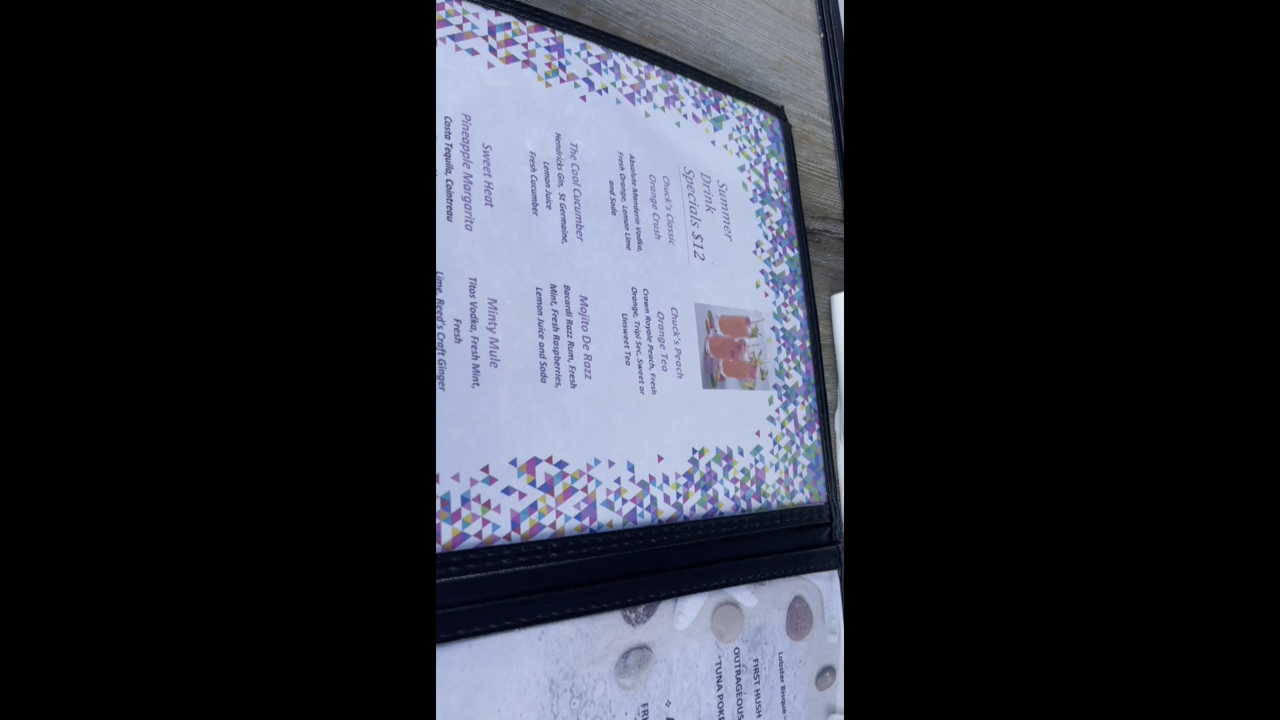 Summer
Drink
Specials $12
Chuck's Classic
Orange Crush
Absolute Manderin Vodka,
Fresh Orange, Lemon Lime
and Soda
Chuck's Peach
Orange Tea
Crown Royale Peach, Fresh
Orange, Tripl Sec, Sweet or
Unsweet Tea
The Cool Cucumber
Hendricks Gin, St Germaine,
Lemon Juice
Fresh Cucumber
Mojito De Razz
Bacardi Razz Rum, Fresh
Mint, Fresh Raspberries,
Lemon Juice and Soda
Sweet Heat
Pineapple Margarita
Costa Tequila, Cointreau
Minty Mule
Titos Vodka, Fresh Mint,
Fresh
Lime, Reed's Craft Ginger
Lobster Bisque
FIRST HUSH
OUTRAGEOUS
*TUNA POKE